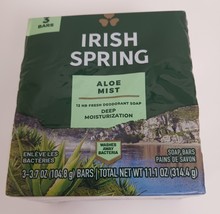 3
BARS
IRISH
SPRING
ALOE
MIST
12 HR FRESH DEODORANT SOAP
DEEP
MOISTURIZATION
ENLÈVE LES
BACTÉRIES
WASHES
AWAY
BACTERIA
SOAP BARS
PAINS DE SAVON
3-3.7 OZ (104.8 g) BARS | TOTAL NET WT 11.1 OZ (314.4 g)